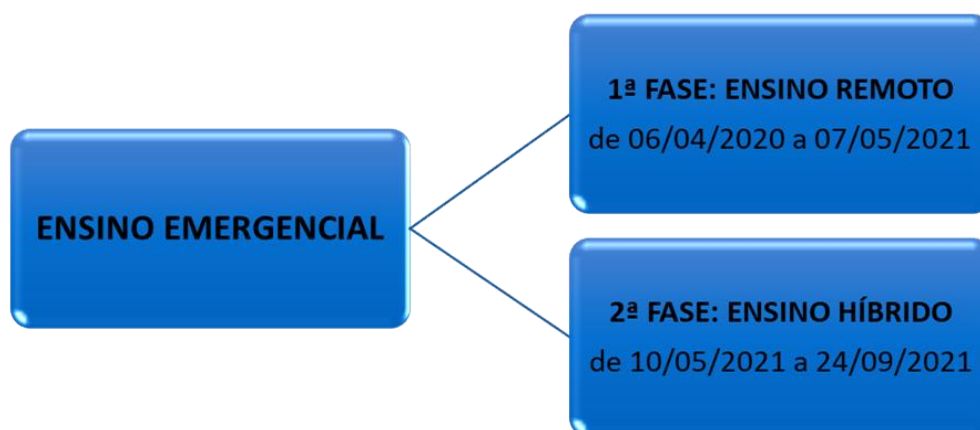 ENSINO EMERGENCIAL
1ª FASE: ENSINO REMOTO
de 06/04/2020 a 07/05/2021
2ª FASE: ENSINO HÍBRIDO
de 10/05/2021 a 24/09/2021